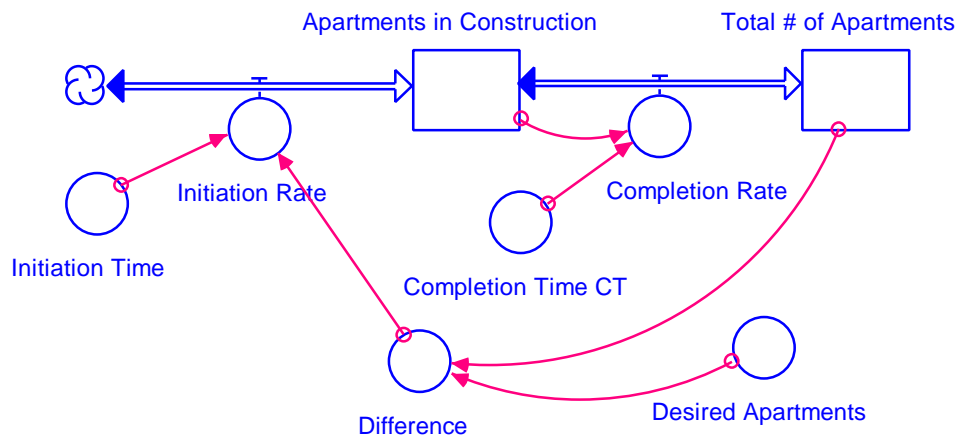 Apartments in Construction
Total # of Apartments
Initiation Rate
Completion Rate
Initiation Time
Completion Time CT
Difference
Desired Apartments